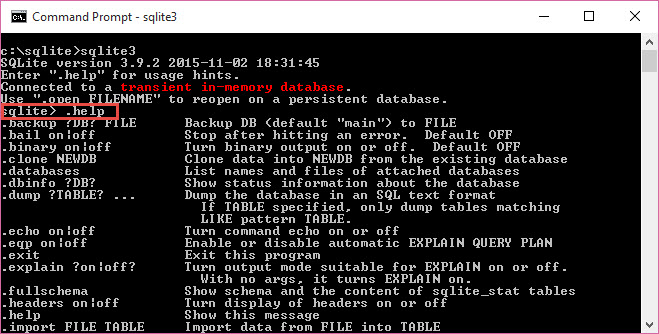 Command Prompt - sqlite3
c:\sqlite>sqlite3
SQLite version 3.9.2 2015-11-02 18:31:45
Enter ".help" for usage hints.
Connected to a transient in-memory database.
Use ".open FILENAME" to reopen on a persistent database.
sqlite> .help
.backup ?DB? FILE      Backup DB (default "main") to FILE
.bail on|off           Stop after hitting an error.  Default OFF
.binary on|off         Turn binary output on or off.  Default OFF
.clone NEWDB           Clone data into NEWDB from the existing database
.databases             List names and files of attached databases
.dbinfo ?DB?           Show status information about the database
.dump ?TABLE? ...      Dump the database in an SQL text format
                         If TABLE specified, only dump tables matching
                         LIKE pattern TABLE.
.echo on|off           Turn command echo on or off
.eqp on|off            Enable or disable automatic EXPLAIN QUERY PLAN
.exit                  Exit this program
.explain ?on|off?      Turn output mode suitable for EXPLAIN on or off.
                         With no args, it turns EXPLAIN on.
.fullschema            Show schema and the content of sqlite_stat tables
.headers on|off        Turn display of headers on or off
.help                  Show this message
.import FILE TABLE     Import data from FILE into TABLE